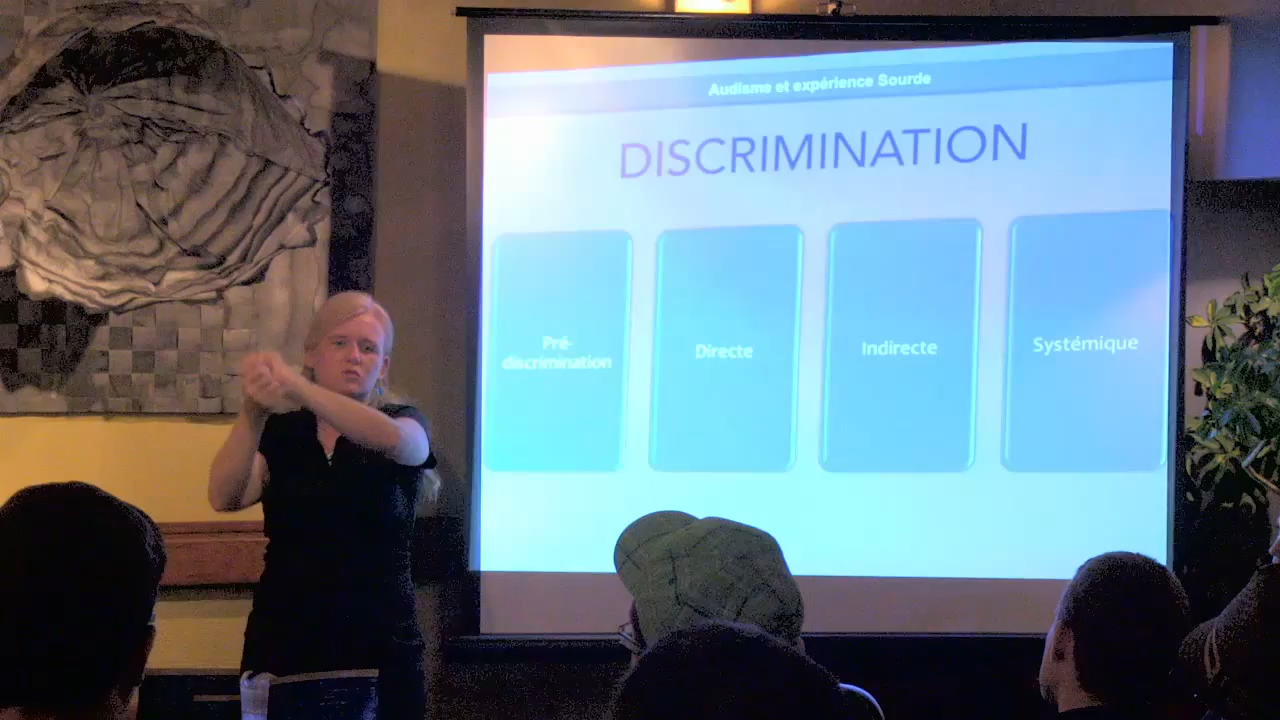 Audisme et expérience Sourde
DISCRIMINATION
Pré-
discrimination
Directe
Indirecte
Systémique